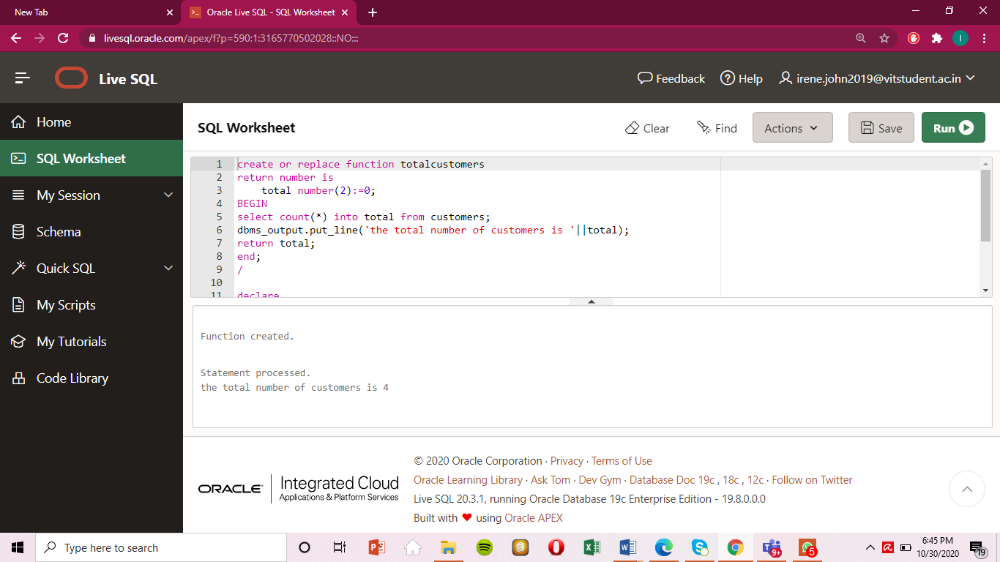 New Tab
Oracle Live SQL - SQL Worksheet
livesql.oracle.com/apex/f?p=590:1:3165770502028::NO:::
I
Live SQL
Feedback
Help
irene.john2019@vitstudent.ac.in
Home
SQL Worksheet
My Session
Schema
Quick SQL
My Scripts
My Tutorials
Code Library
SQL Worksheet
Clear
Find
Actions
Save
Run
1 create or replace function totalcustomers
2 return number is
3 total number(2):=0;
4 BEGIN
5 select count(*) into total from customers;
6 dbms_output.put_line('the total number of customers is '||total);
7 return total;
8 end;
9 /
10
11 declare
Function created.
Statement processed.
the total number of customers is 4
ORACLE
Integrated Cloud
Applications & Platform Services
© 2020 Oracle Corporation · Privacy · Terms of Use
Oracle Learning Library · Ask Tom · Dev Gym · Database Doc 19c , 18c , 12c · Follow on Twitter
Live SQL 20.3.1, running Oracle Database 19c Enterprise Edition - 19.8.0.0.0
Built with ❤ using Oracle APEX
Type here to search
9+
5
6:45 PM
10/30/2020
19